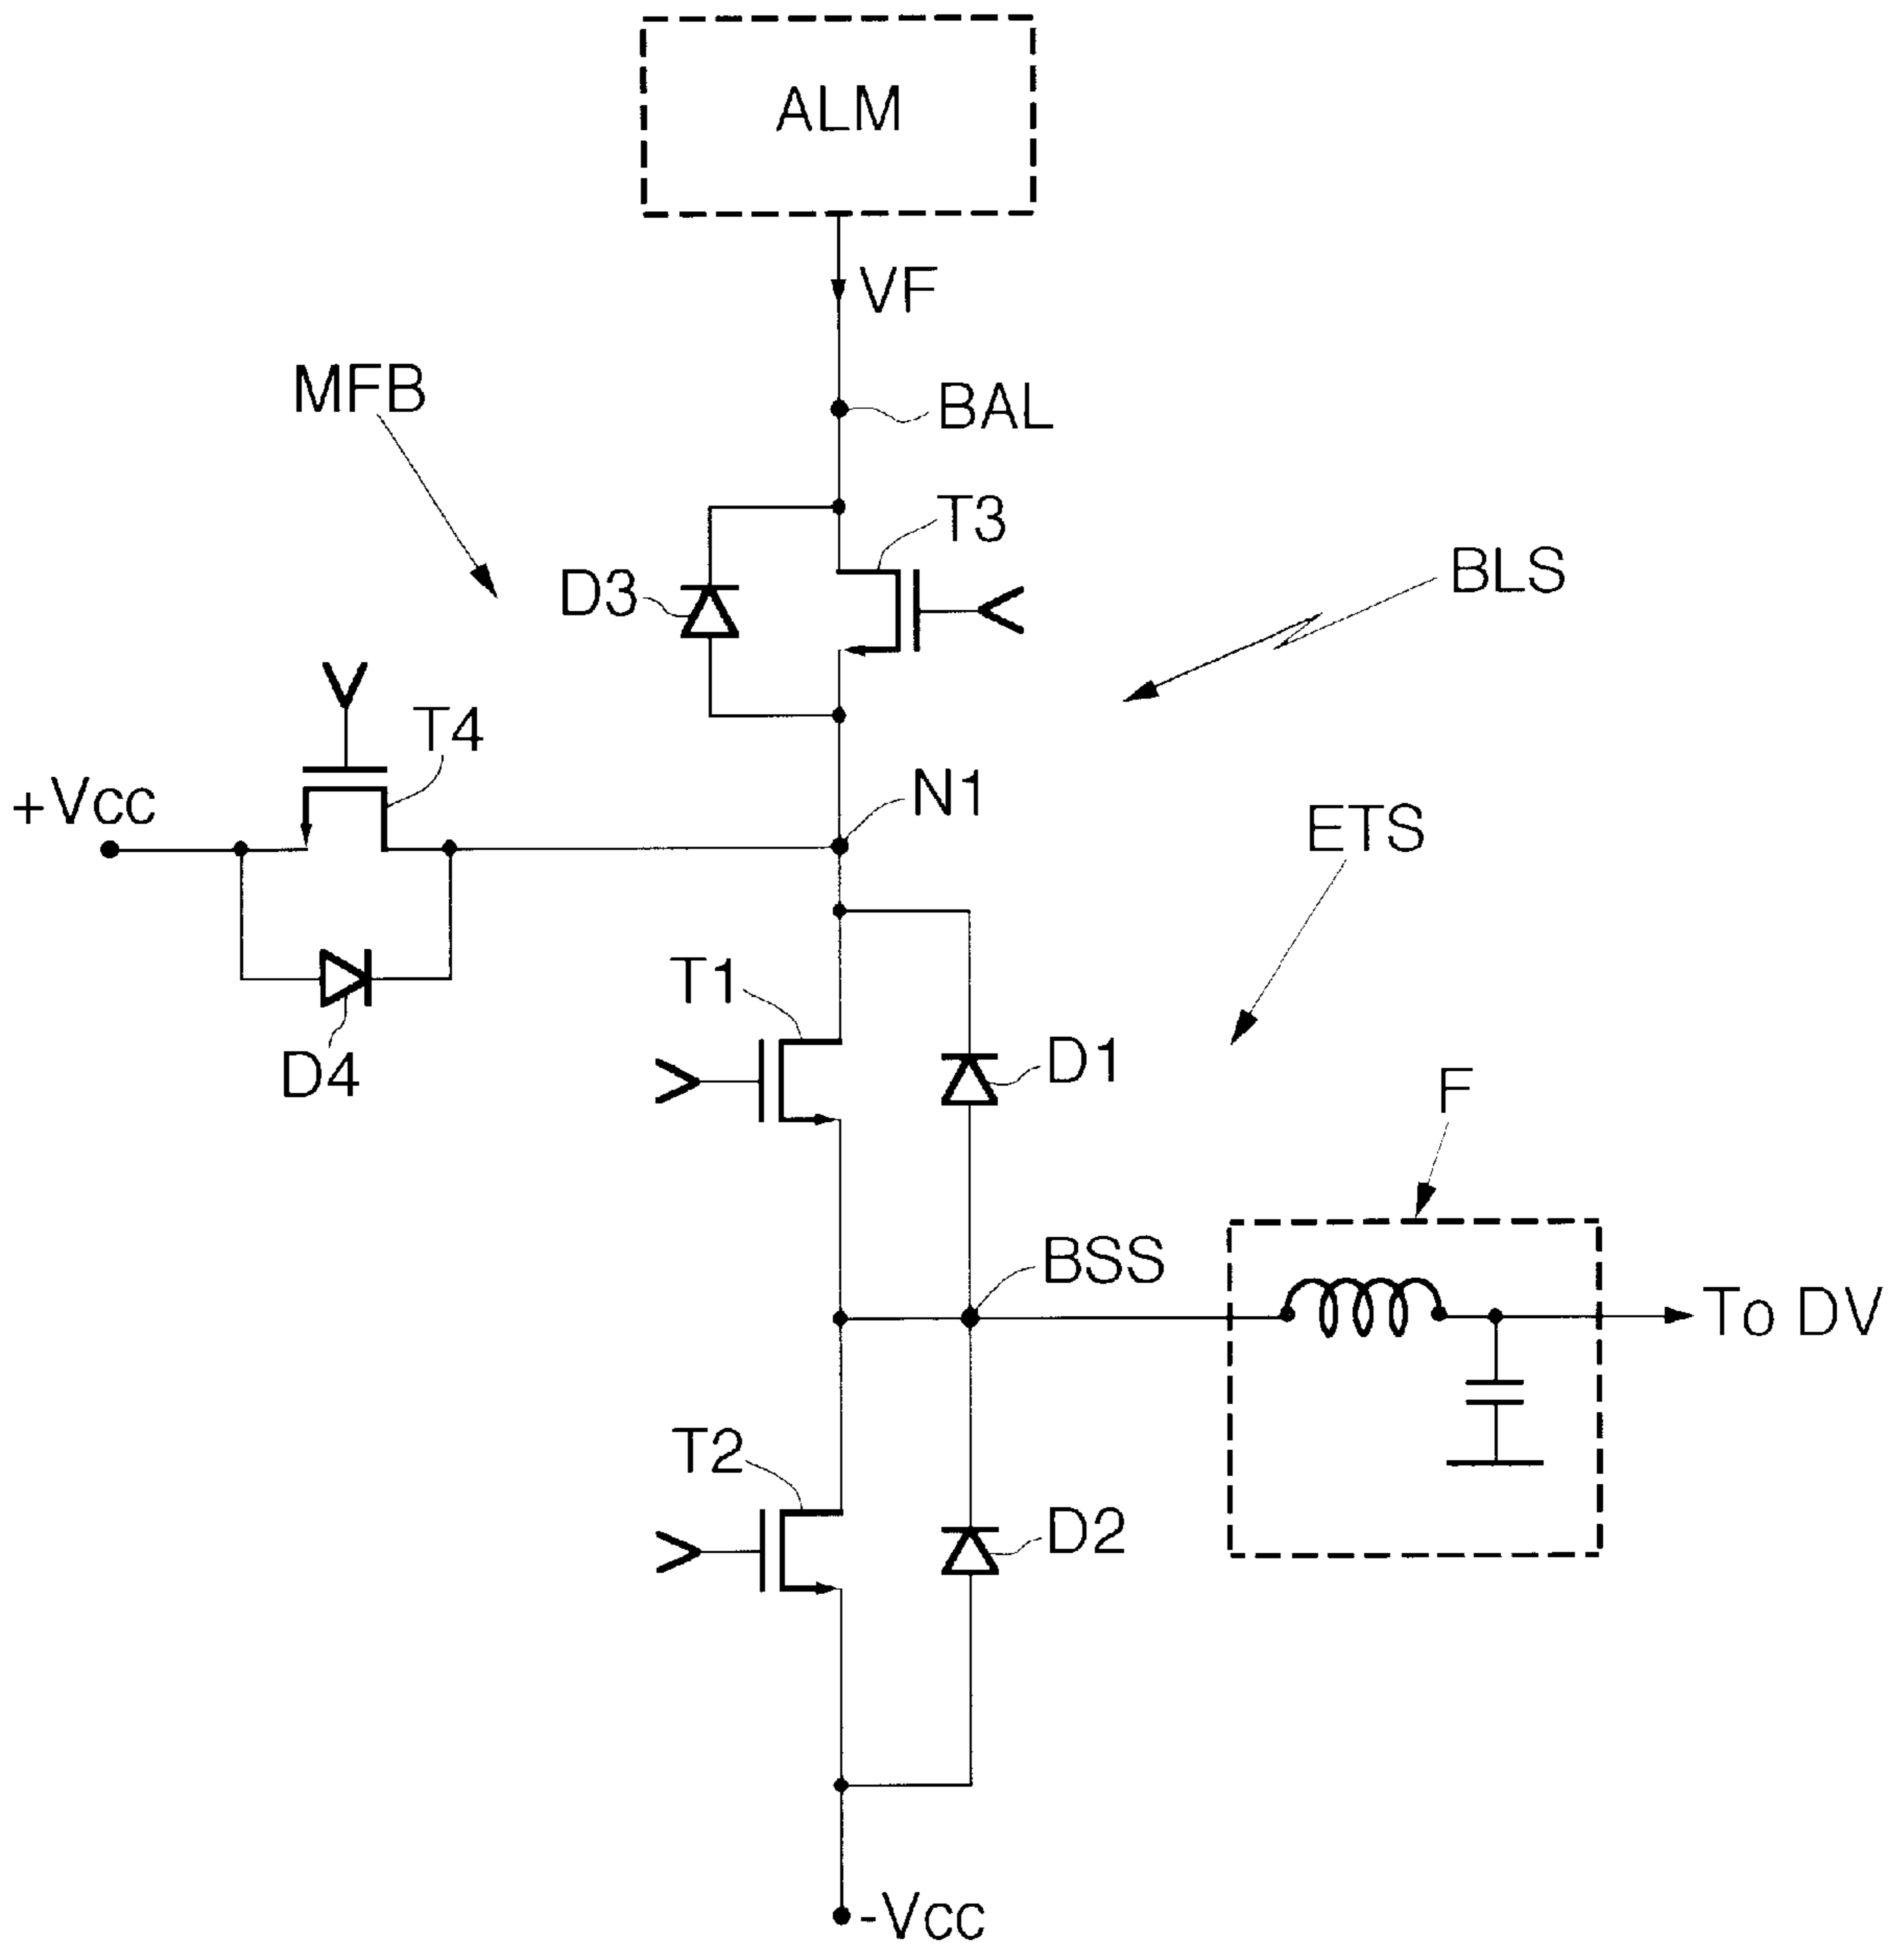 ALM
VF
MFB
BAL
T3
D3
BLS
T4
+Vcc
N1
ETS
T1
D4
D1
F
BSS
To DV
T2
D2
-Vcc